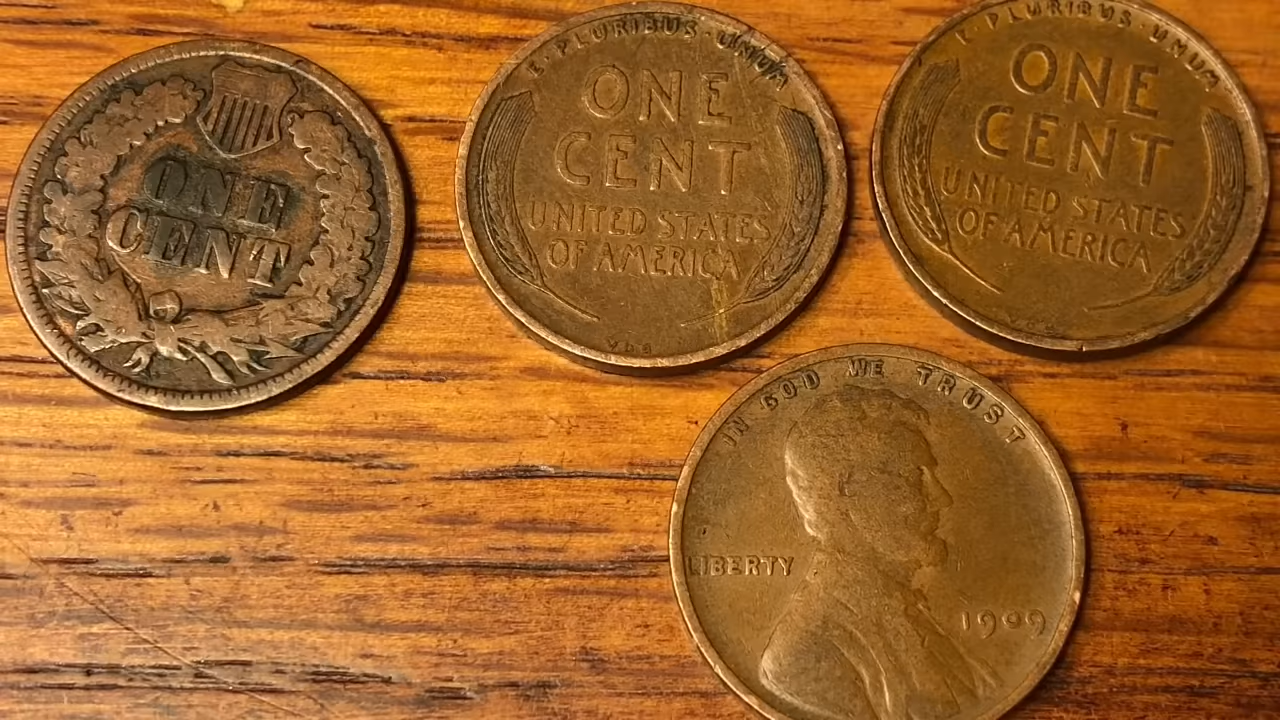 ONE
CENT
E·PLURIBUS·UNUM
ONE
CENT
UNITED STATES
OF AMERICA
V.D.B.
E·PLURIBUS·UNUM
ONE
CENT
UNITED STATES
OF AMERICA
V.D.B.
IN GOD WE TRUST
LIBERTY
1909